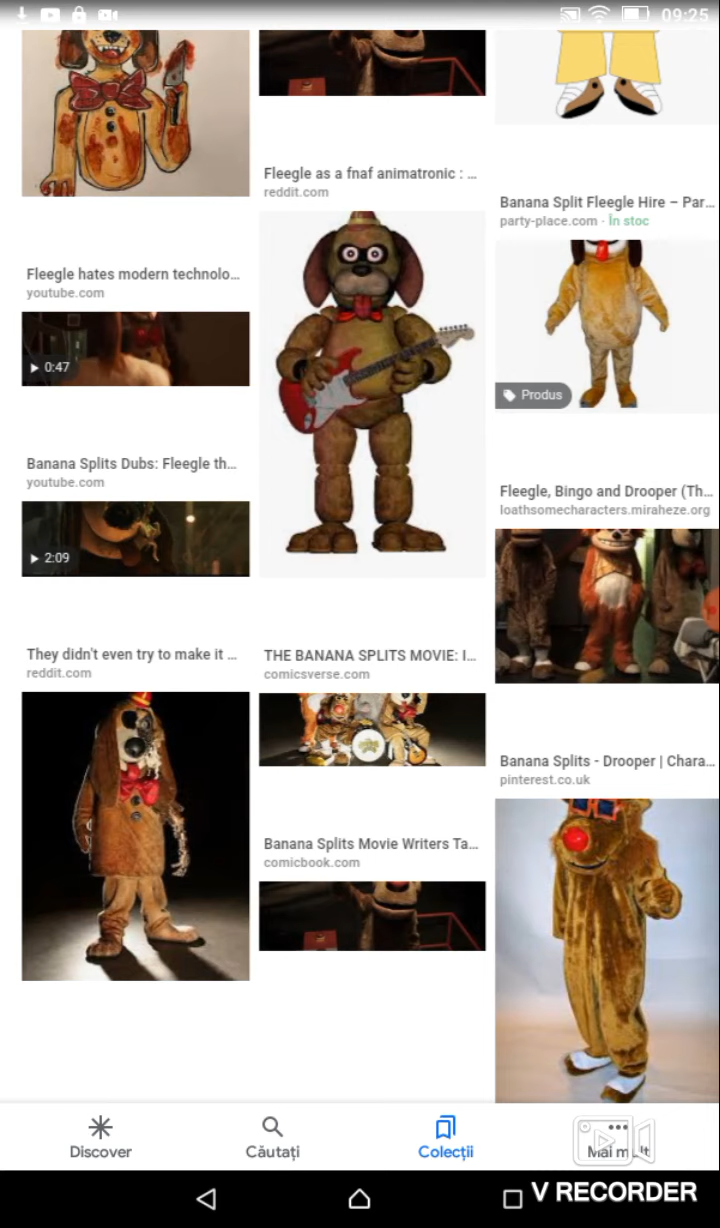 09:25
Fleegle hates modern technolo...
youtube.com
0:47
Banana Splits Dubs: Fleegle th...
youtube.com
2:09
They didn't even try to make it ...
reddit.com
Fleegle as a fnaf animatronic : ...
reddit.com
THE BANANA SPLITS MOVIE: I...
comicsverse.com
Banana Splits Movie Writers Ta...
comicbook.com
Banana Split Fleegle Hire – Par...
party-place.com · În stoc
Produs
Fleegle, Bingo and Drooper (Th...
loathsomecharacters.miraheze.org
Banana Splits - Drooper | Chara...
pinterest.co.uk
Discover
Căutați
Colecții
Mai mult
V RECORDER